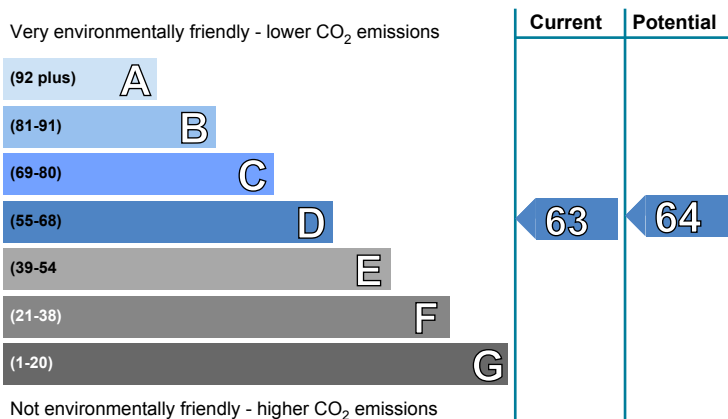 Current Potential
Very environmentally friendly - lower CO2 emissions
(92 plus) A
(81-91) B
(69-80) C
(55-68) D 63 64
(39-54 E
(21-38) F
(1-20) G
Not environmentally friendly - higher CO2 emissions